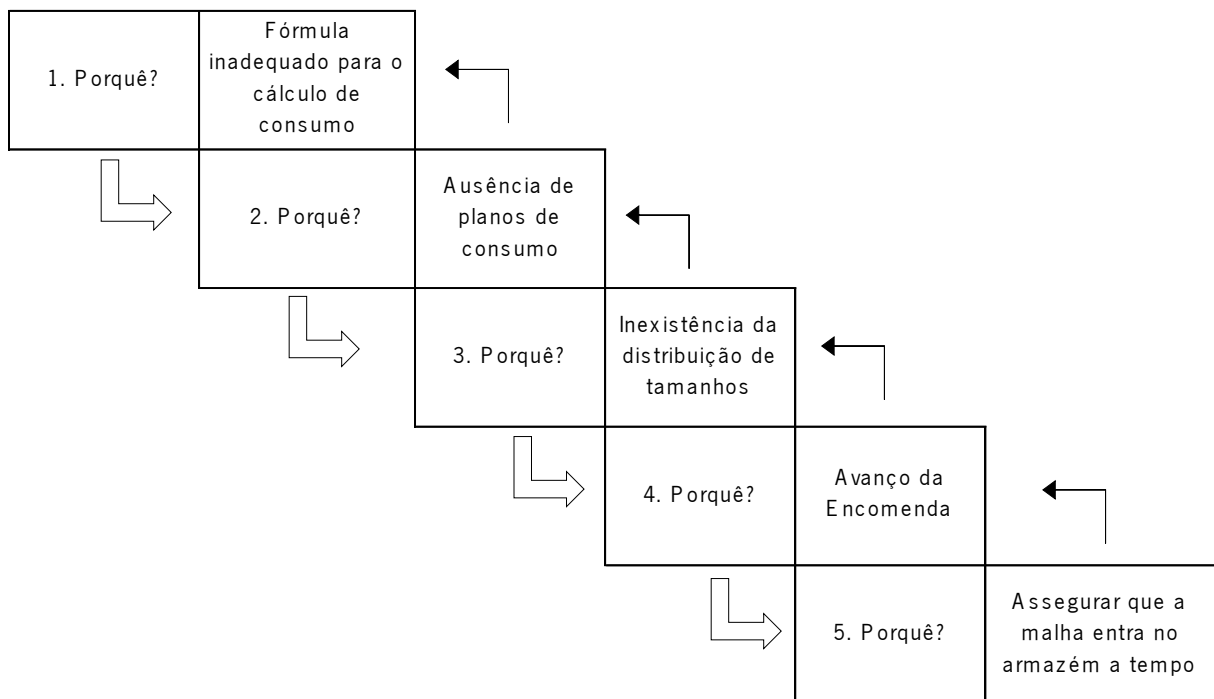 1. Porquê?
Fórmula
inadequado para o
cálculo de
consumo
2. Porquê?
Ausência de
planos de
consumo
3. Porquê?
Inexistência da
distribuição de
tamanhos
4. Porquê?
Avanço da
Encomenda
5. Porquê?
Assegurar que a
malha entra no
armazém a tempo